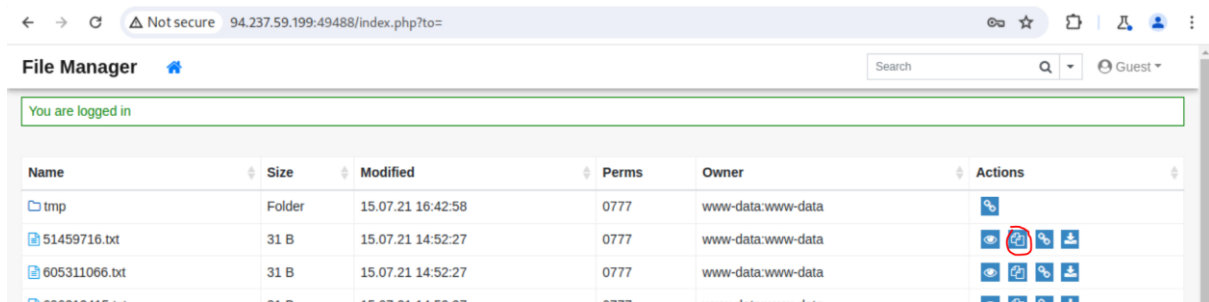 Not secure 94.237.59.199:49488/index.php?to=
File Manager Search Guest
You are logged in
Name Size Modified Perms Owner Actions
tmp Folder 15.07.21 16:42:58 0777 www-data:www-data
51459716.txt 31 B 15.07.21 14:52:27 0777 www-data:www-data
605311066.txt 31 B 15.07.21 14:52:27 0777 www-data:www-data